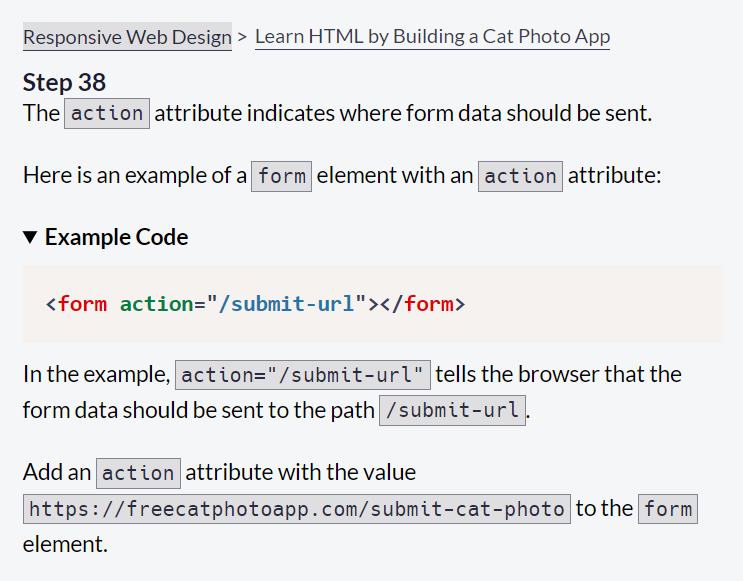 Responsive Web Design > Learn HTML by Building a Cat Photo App
Step 38
The action attribute indicates where form data should be sent.
Here is an example of a form element with an action attribute:
▼ Example Code
<form action="/submit-url"></form>
In the example, action="/submit-url" tells the browser that the
form data should be sent to the path /submit-url.
Add an action attribute with the value
https://freecatphotoapp.com/submit-cat-photo to the form
element.